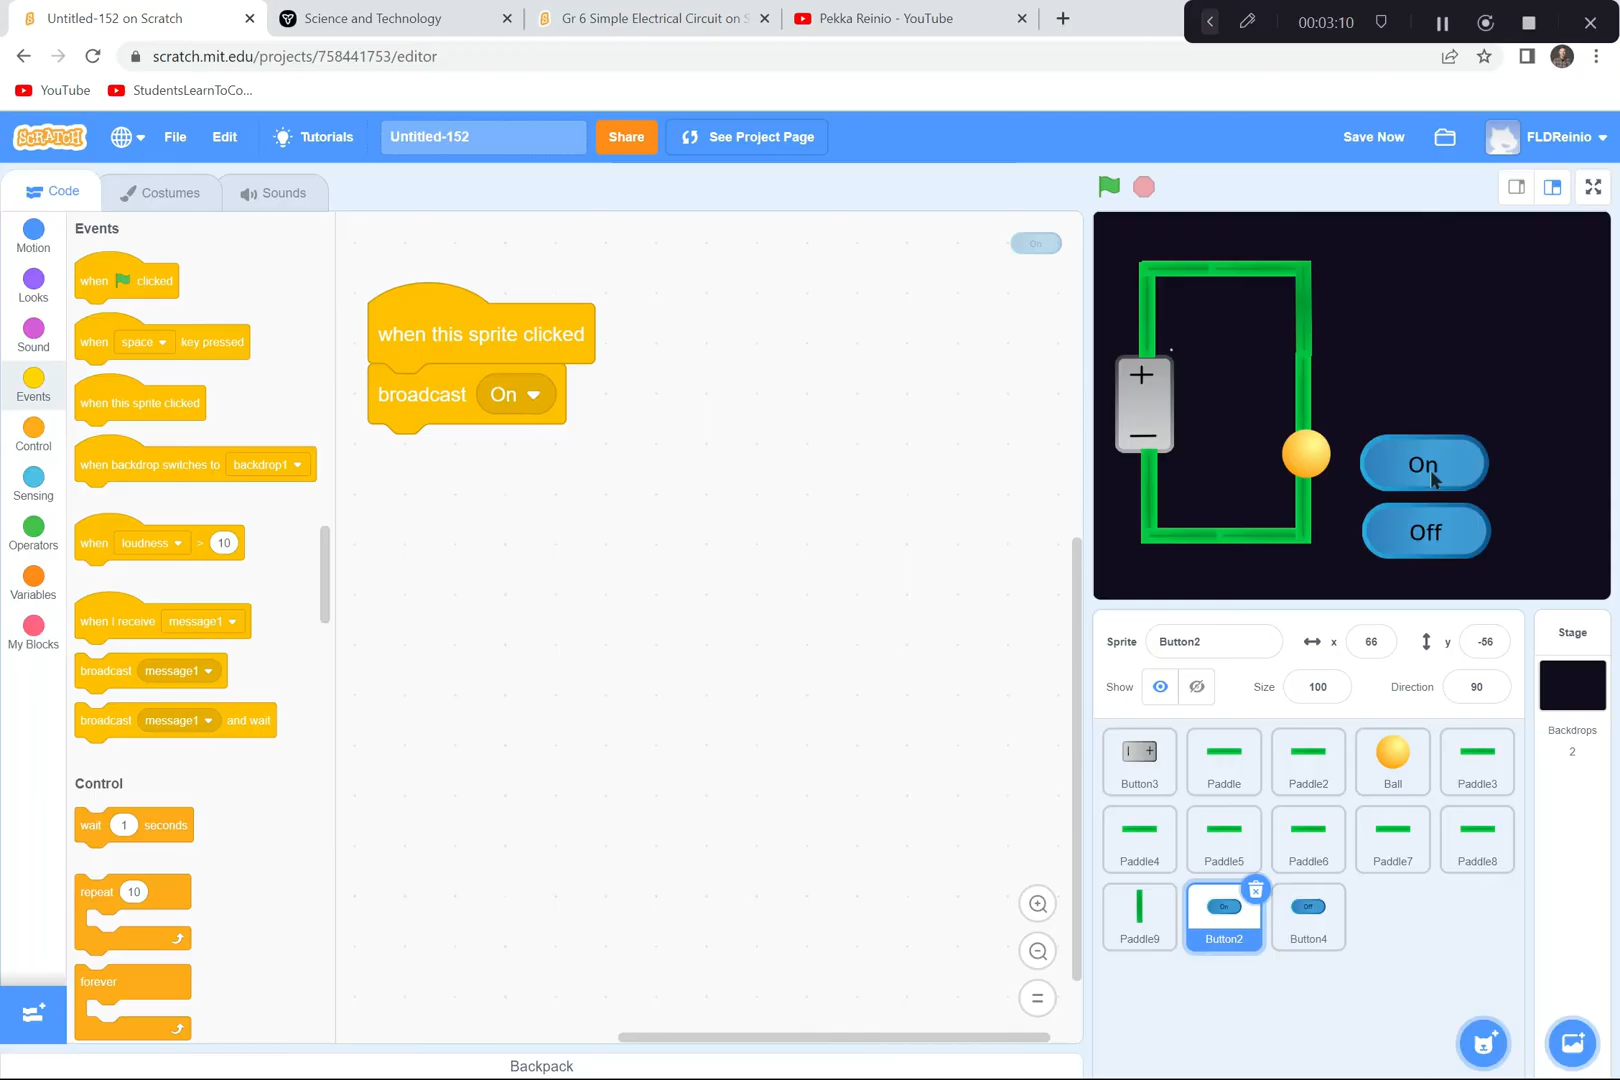 Untitled-152 on Scratch
Science and Technology
Gr 6 Simple Electrical Circuit on S
Pekka Reinio - YouTube
00:03:10
scratch.mit.edu/projects/758441753/editor
YouTube
StudentsLearnToCo...
SCRATCH
File
Edit
Tutorials
Untitled-152
Share
See Project Page
Save Now
FLDReinio
Code
Costumes
Sounds
Motion
Looks
Sound
Events
Control
Sensing
Operators
Variables
My Blocks
Events
when clicked
when space key pressed
when this sprite clicked
when backdrop switches to backdrop1
when loudness > 10
when I receive message1
broadcast message1
broadcast message1 and wait
Control
wait 1 seconds
repeat 10
forever
On
when this sprite clicked
broadcast On
Backpack
+
−
On
Off
Sprite Button2 x 66 y -56
Show Size 100 Direction 90
Stage
Backdrops
2
Button3
Paddle
Paddle2
Ball
Paddle3
Paddle4
Paddle5
Paddle6
Paddle7
Paddle8
Paddle9
On
Button2
Off
Button4